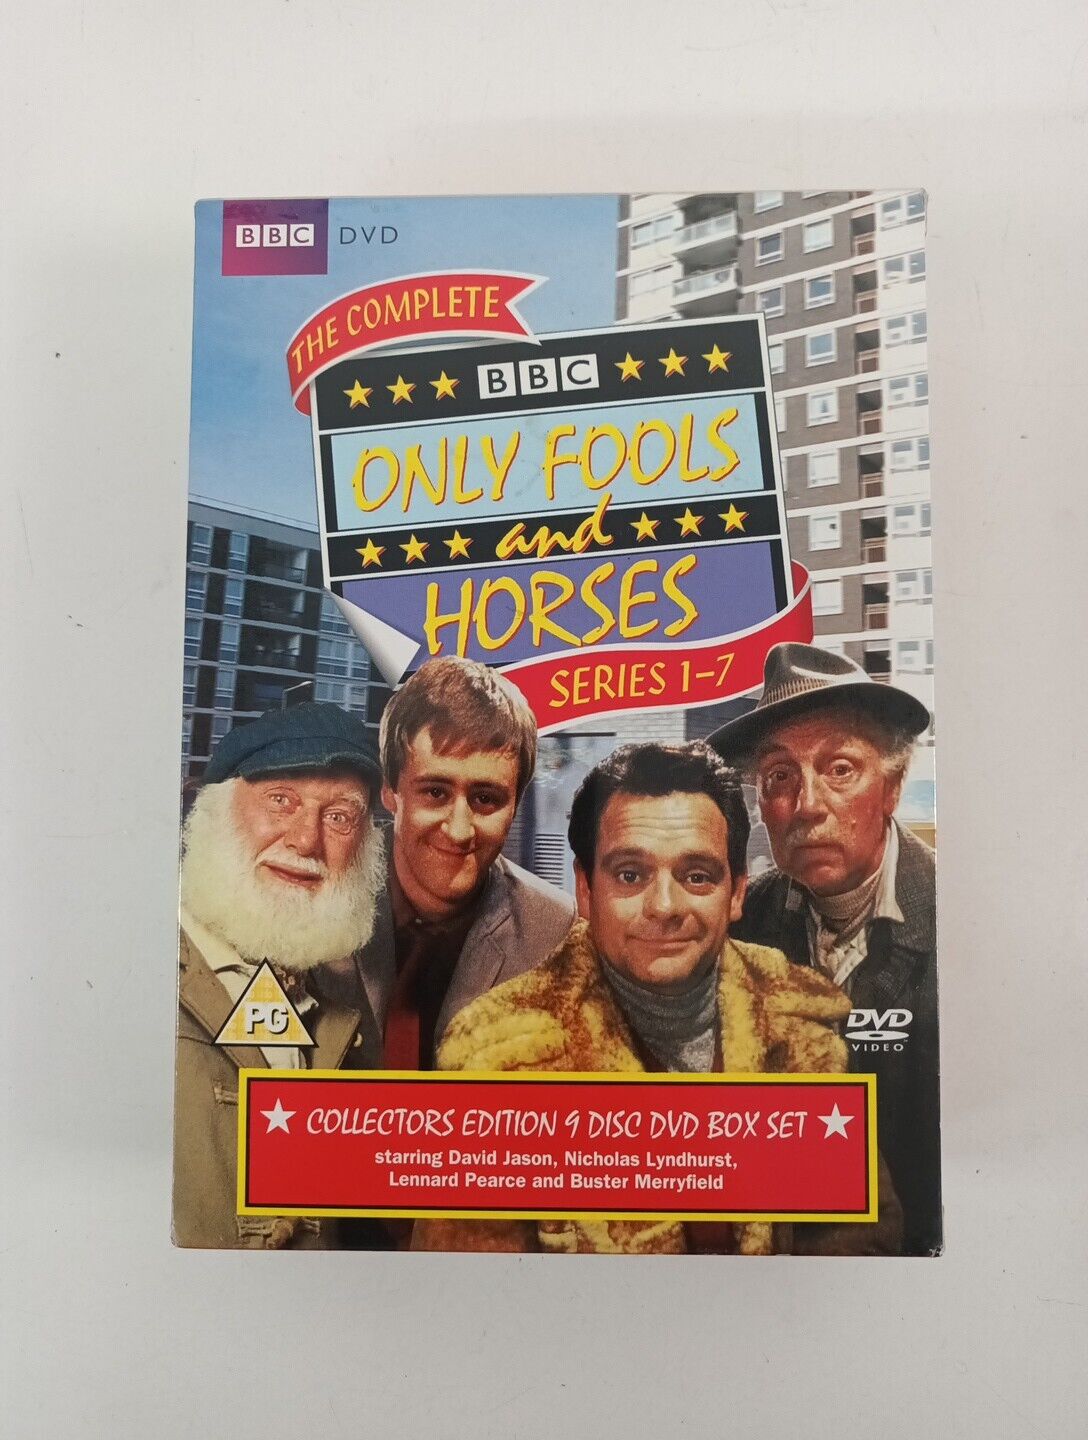 BBC DVD
THE COMPLETE
BBC
ONLY FOOLS
and
HORSES
SERIES 1-7
PG
DVD
VIDEO
COLLECTORS EDITION 9 DISC DVD BOX SET
starring David Jason, Nicholas Lyndhurst,
Lennard Pearce and Buster Merryfield